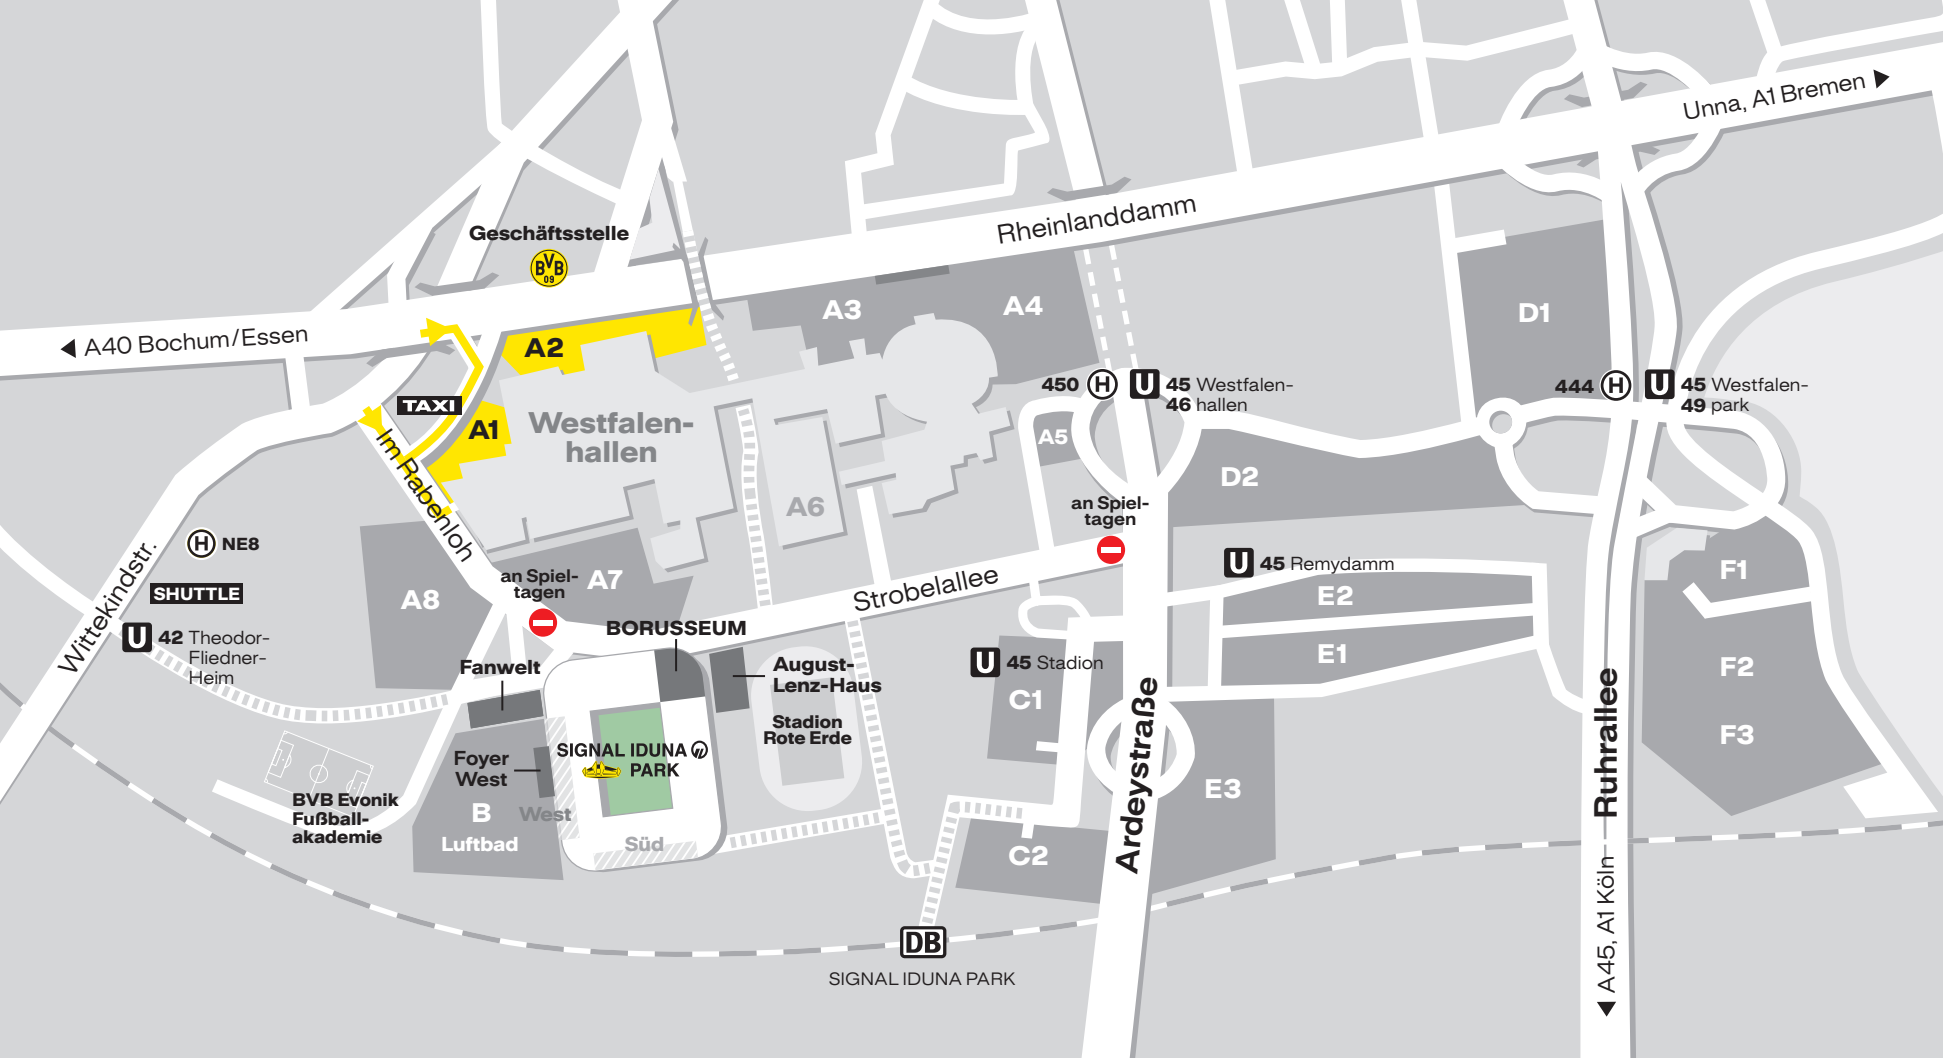 Unna, A1 Bremen
Rheinlanddamm
Geschäftsstelle
BVB
09
A40 Bochum/Essen
A2
A3
A4
D1
TAXI
A1
Westfalen-
hallen
450 H U 45 Westfalen-
46 hallen
444 H U 45 Westfalen-
49 park
Im Rabenloh
A5
D2
A6
an Spiel-
tagen
H NE8
Wittekindstr.
SHUTTLE
U 42 Theodor-
Fliedner-
Heim
A8
an Spiel-
tagen
A7
Strobelallee
U 45 Remydamm
E2
E1
F1
F2
F3
BORUSSEUM
Fanwelt
August-
Lenz-Haus
Stadion
Rote Erde
U 45 Stadion
C1
Ardeystraße
Ruhrallee
Foyer
West
SIGNAL IDUNA
PARK
BVB Evonik
Fußball-
akademie
B
Luftbad
West
Süd
E3
C2
A45, A1 Köln
DB
SIGNAL IDUNA PARK